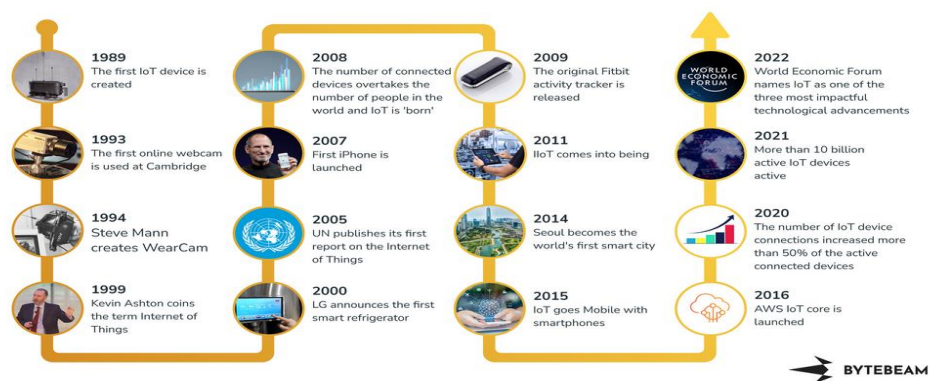 1989
The first IoT device is
created
1993
The first online webcam
is used at Cambridge
1994
Steve Mann
creates WearCam
1999
Kevin Ashton coins
the term Internet of
Things
2008
The number of connected
devices overtakes the
number of people in the
world and IoT is 'born'
2007
First iPhone is
launched
2005
UN publishes its first
report on the Internet
of Things
2000
LG announces the first
smart refrigerator
2009
The original Fitbit
activity tracker is
released
2011
IIoT comes into being
2014
Seoul becomes the
world's first smart city
2015
IoT goes Mobile with
smartphones
WORLD
ECONOMIC
FORUM
2022
World Economic Forum
names IoT as one of the
three most impactful
technological advancements
2021
More than 10 billion
active IoT devices
active
2020
The number of IoT device
connections increased more
than 50% of the active
connected devices
2016
AWS IoT core is
launched
BYTEBEAM